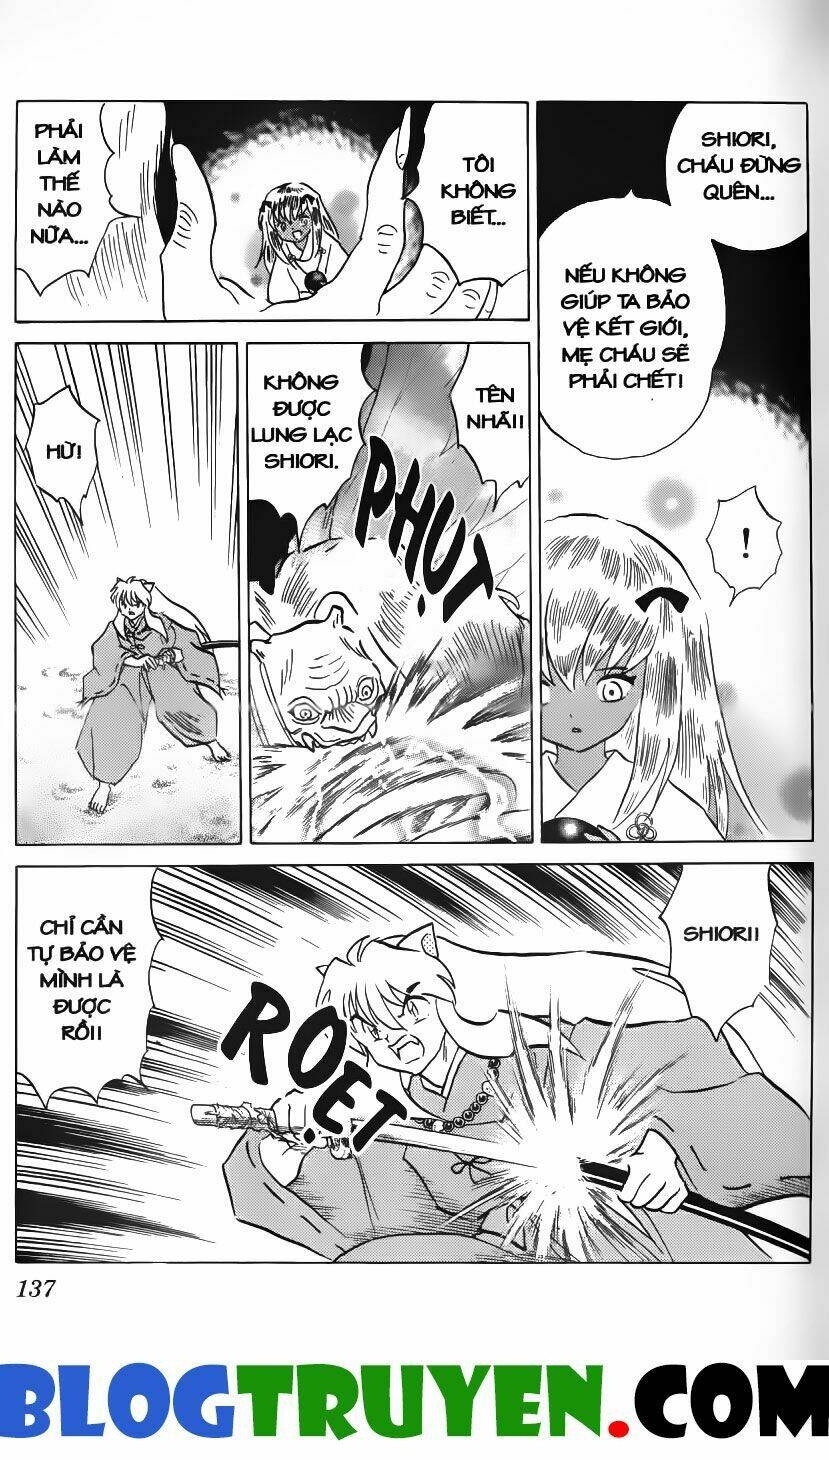 SHIORI,
CHÁU ĐỪNG
QUÊN...
NẾU KHÔNG
GIÚP TA BẢO
VỆ KẾT GIỚI,
MẸ CHÁU SẼ
PHẢI CHẾT!
!
TÔI
KHÔNG
BIẾT...
PHẢI
LÀM
THẾ
NÀO
NỮA...
TÊN
NHÃI!
KHÔNG
ĐƯỢC
LUNG LẠC
SHIORI.
PHỤT
HỪ!
SHIORI!
CHỈ CẦN
TỰ BẢO VỆ
MÌNH LÀ
ĐƯỢC
RỒI!
ROẸT
137
BLOGTRUYEN.COM